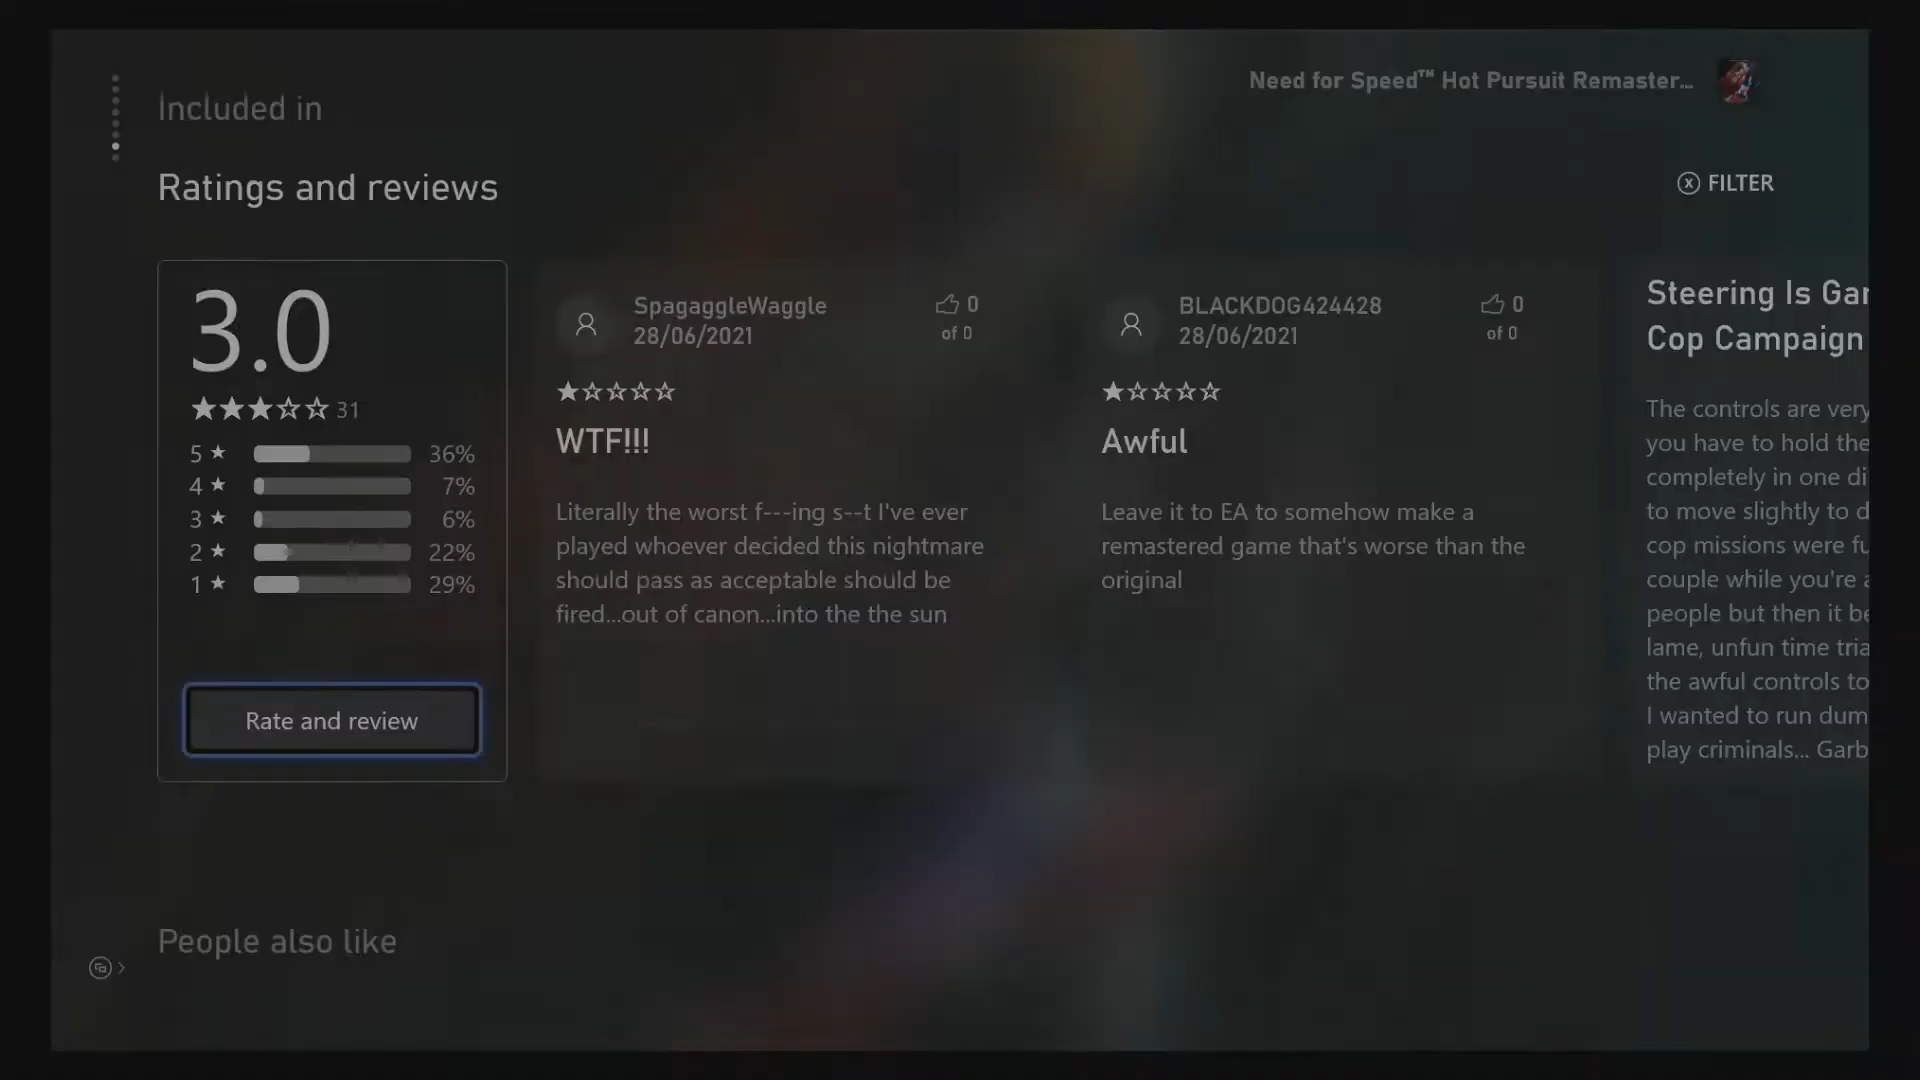 Need for Speed™ Hot Pursuit Remaster...
Included in
Ratings and reviews
FILTER
3.0
31
5 ★ 36%
4 ★ 7%
3 ★ 6%
2 ★ 22%
1 ★ 29%
Rate and review
SpagaggleWaggle
28/06/2021
0
of 0
WTF!!!
Literally the worst f---ing s--t I've ever
played whoever decided this nightmare
should pass as acceptable should be
fired...out of canon...into the the sun
BLACKDOG424428
28/06/2021
0
of 0
Awful
Leave it to EA to somehow make a
remastered game that's worse than the
original
Steering Is Gar
Cop Campaign
The controls are very
you have to hold the
completely in one di
to move slightly to d
cop missions were fu
couple while you're a
people but then it be
lame, unfun time tria
the awful controls to
I wanted to run dum
play criminals... Garb
People also like